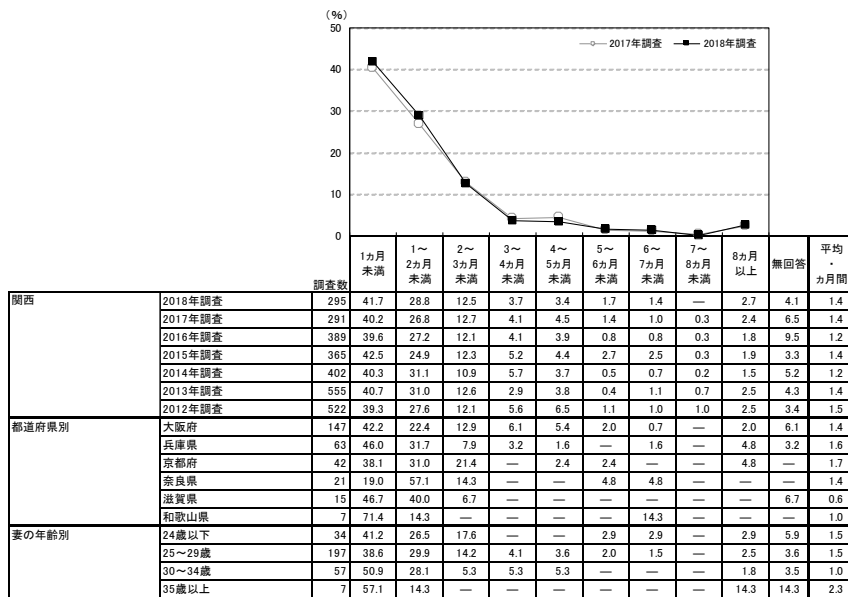 （％）
50
40
30
20
10
0
2017年調査 2018年調査
調査数 1ヵ月未満 1～2ヵ月未満 2～3ヵ月未満 3～4ヵ月未満 4～5ヵ月未満 5～6ヵ月未満 6～7ヵ月未満 7～8ヵ月未満 8ヵ月以上 無回答 平均・ヵ月間
関西 2018年調査 295 41.7 28.8 12.5 3.7 3.4 1.7 1.4 — 2.7 4.1 1.4
2017年調査 291 40.2 26.8 12.7 4.1 4.5 1.4 1.0 0.3 2.4 6.5 1.4
2016年調査 389 39.6 27.2 12.1 4.1 3.9 0.8 0.8 0.3 1.8 9.5 1.2
2015年調査 365 42.5 24.9 12.3 5.2 4.4 2.7 2.5 0.3 1.9 3.3 1.4
2014年調査 402 40.3 31.1 10.9 5.7 3.7 0.5 0.7 0.2 1.5 5.2 1.2
2013年調査 555 40.7 31.0 12.6 2.9 3.8 0.4 1.1 0.7 2.5 4.3 1.4
2012年調査 522 39.3 27.6 12.1 5.6 6.5 1.1 1.0 1.0 2.5 3.4 1.5
都道府県別 大阪府 147 42.2 22.4 12.9 6.1 5.4 2.0 0.7 — 2.0 6.1 1.4
兵庫県 63 46.0 31.7 7.9 3.2 1.6 — 1.6 — 4.8 3.2 1.6
京都府 42 38.1 31.0 21.4 — 2.4 2.4 — — 4.8 — 1.7
奈良県 21 19.0 57.1 14.3 — — 4.8 4.8 — — — 1.4
滋賀県 15 46.7 40.0 6.7 — — — — — — 6.7 0.6
和歌山県 7 71.4 14.3 — — — — 14.3 — — — 1.0
妻の年齢別 24歳以下 34 41.2 26.5 17.6 — — 2.9 2.9 — 2.9 5.9 1.5
25～29歳 197 38.6 29.9 14.2 4.1 3.6 2.0 1.5 — 2.5 3.6 1.5
30～34歳 57 50.9 28.1 5.3 5.3 5.3 — — — 1.8 3.5 1.0
35歳以上 7 57.1 14.3 — — — — — — 14.3 14.3 2.3